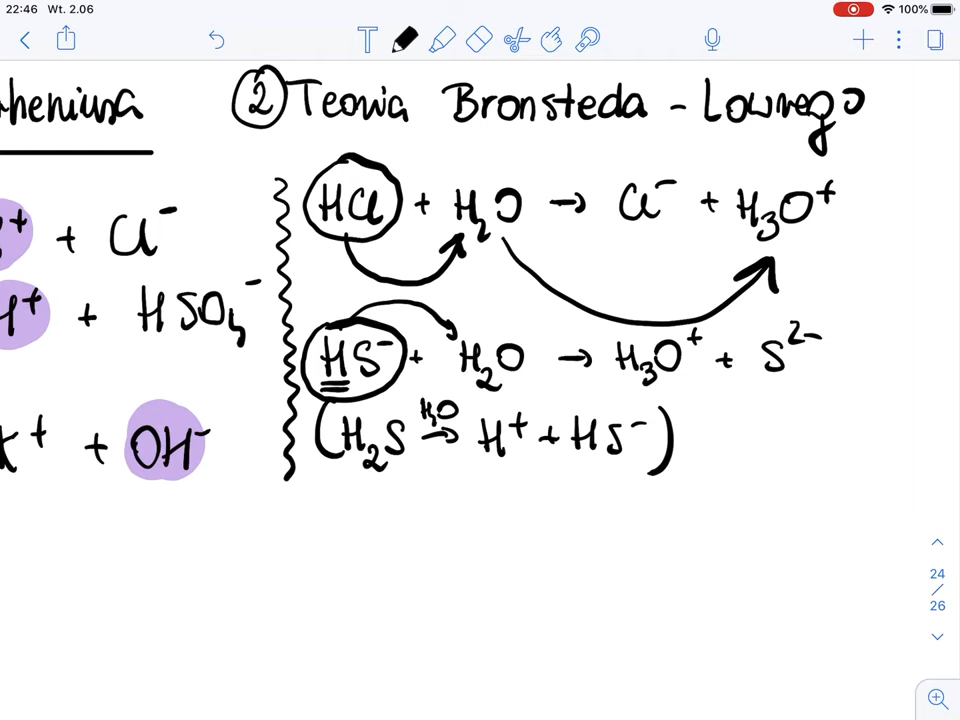 22:46 Wt. 2.06 100%
T
heniusa
② Teoria Bronsteda - Lowrego
+ Cl⁻
HCl + H₂O → Cl⁻ + H₃O⁺
H⁺ + HSO₄⁻
HS⁻ + H₂O → H₃O⁺ + S²⁻
+ OH⁻
(H₂S H₂O → H⁺ + HS⁻)
24
/
26